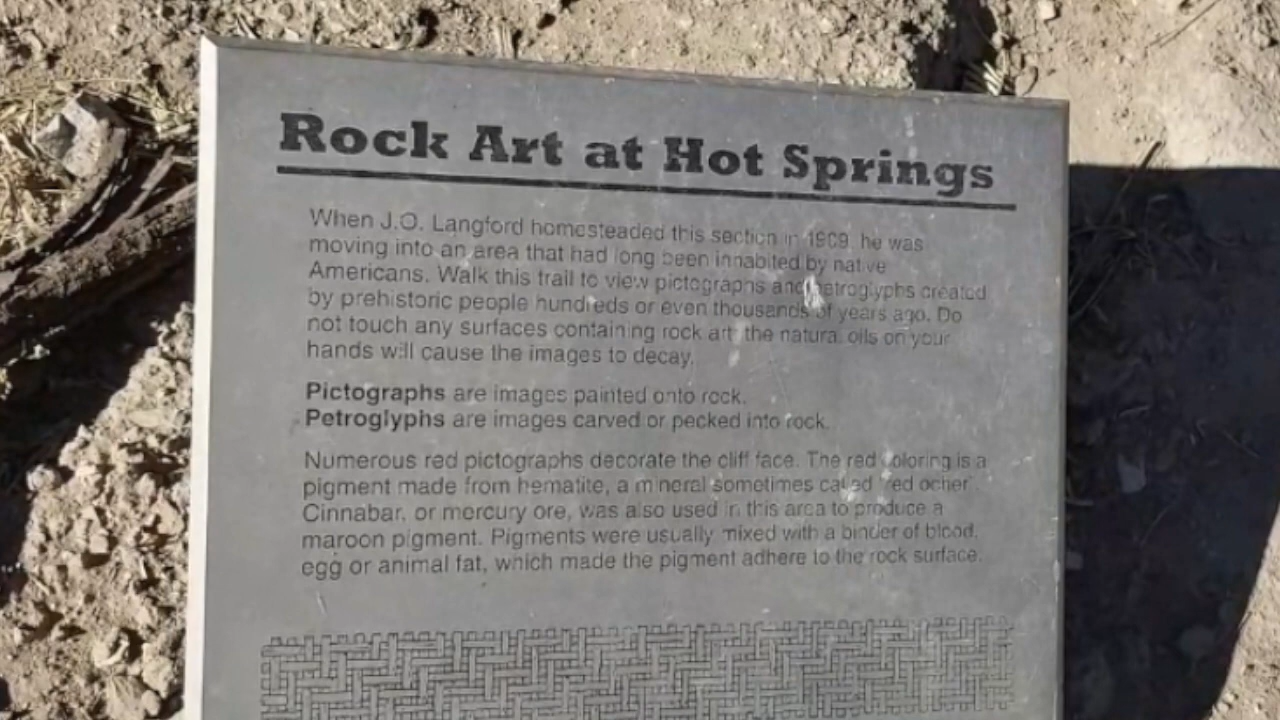 Rock Art at Hot Springs
When J.O. Langford homesteaded this section in 1909, he was
moving into an area that had long been inhabited by native
Americans. Walk this trail to view pictographs and petroglyphs created
by prehistoric people hundreds or even thousands of years ago. Do
not touch any surfaces containing rock art; the natural oils on your
hands will cause the images to decay.
Pictographs are images painted onto rock.
Petroglyphs are images carved or pecked into rock.
Numerous red pictographs decorate the cliff face. The red coloring is a
pigment made from hematite, a mineral sometimes called "red ocher".
Cinnabar, or mercury ore, was also used in this area to produce a
maroon pigment. Pigments were usually mixed with a binder of blood,
egg or animal fat, which made the pigment adhere to the rock surface.